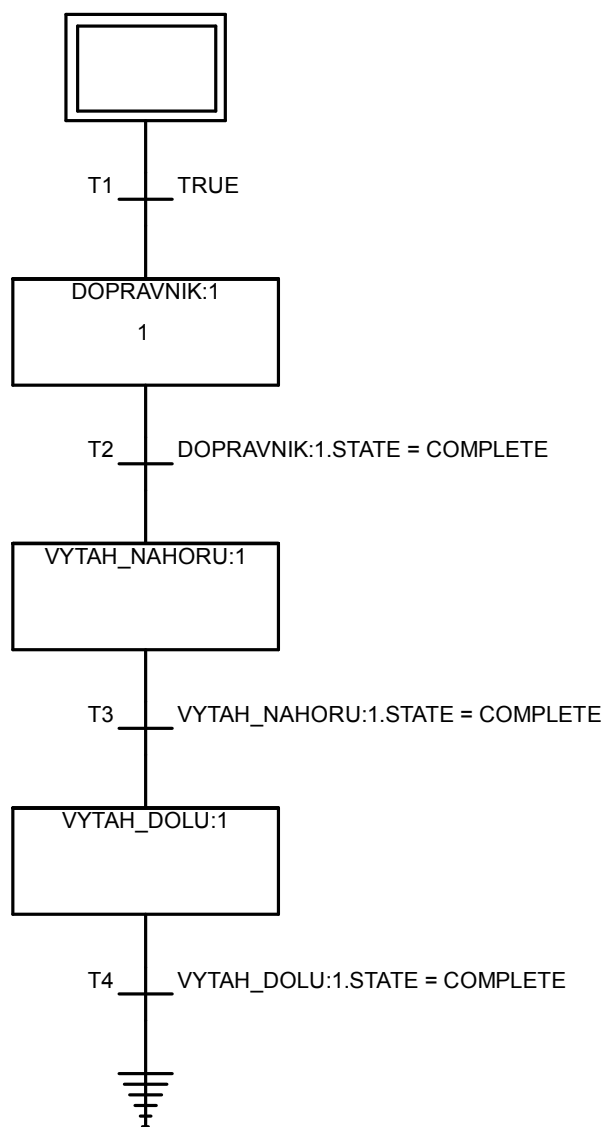 T1 TRUE
DOPRAVNIK:1
1
T2 DOPRAVNIK:1.STATE = COMPLETE
VYTAH_NAHORU:1
T3 VYTAH_NAHORU:1.STATE = COMPLETE
VYTAH_DOLU:1
T4 VYTAH_DOLU:1.STATE = COMPLETE